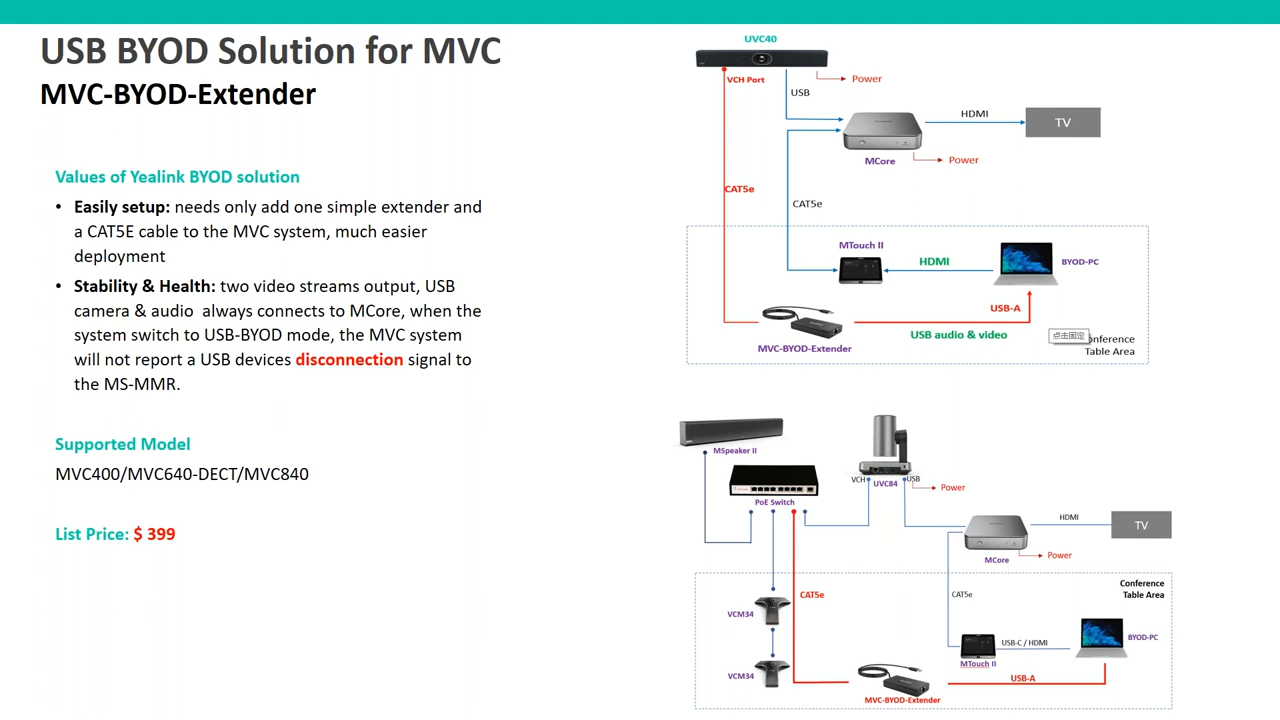 USB BYOD Solution for MVC
MVC-BYOD-Extender
Values of Yealink BYOD solution
• Easily setup: needs only add one simple extender and
a CAT5E cable to the MVC system, much easier
deployment
• Stability & Health: two video streams output, USB
camera & audio always connects to MCore, when the
system switch to USB-BYOD mode, the MVC system
will not report a USB devices disconnection signal to
the MS-MMR.
Supported Model
MVC400/MVC640-DECT/MVC840
List Price: $ 399
UVC40
VCH Port
Power
USB
HDMI
TV
MCore
Power
CAT5e
CAT5e
MTouch II
HDMI
BYOD-PC
USB-A
USB audio & video
MVC-BYOD-Extender
点击固定
onference
Table Area
MSpeaker II
VCH
UVC84
USB
Power
PoE Switch
HDMI
TV
MCore
Power
Conference
Table Area
CAT5e
CAT5e
VCM34
USB-C / HDMI
BYOD-PC
MTouch II
VCM34
USB-A
MVC-BYOD-Extender